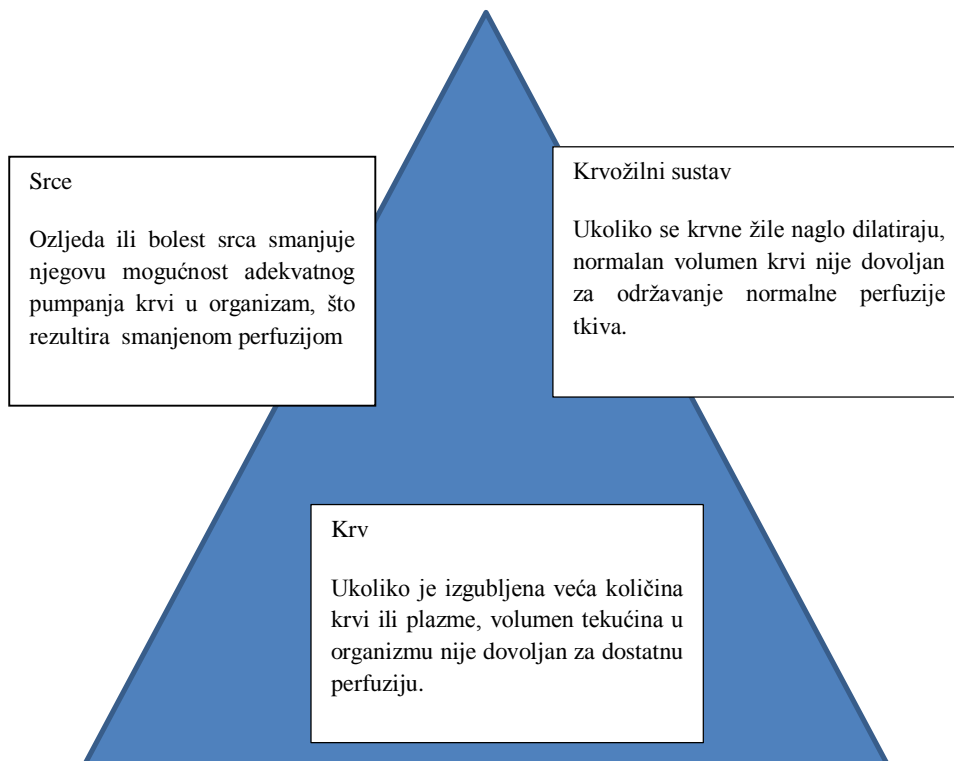 Srce
Ozljeda ili bolest srca smanjuje
njegovu mogućnost adekvatnog
pumpanja krvi u organizam, što
rezultira smanjenom perfuzijom
Krvožilni sustav
Ukoliko se krvne žile naglo dilatiraju,
normalan volumen krvi nije dovoljan
za održavanje normalne perfuzije
tkiva.
Krv
Ukoliko je izgubljena veća količina
krvi ili plazme, volumen tekućina u
organizmu nije dovoljan za dostatnu
perfuziju.